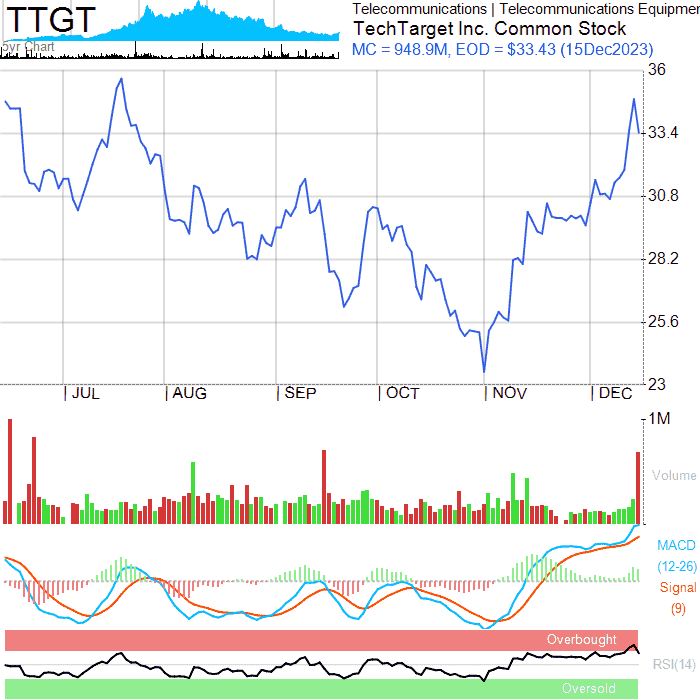 TTGT
5yr Chart
Telecommunications | Telecommunications Equipmen
TechTarget Inc. Common Stock
MC = 948.9M, EOD = $33.43 (15Dec2023)
36
33.4
30.8
28.2
25.6
23
JUL
AUG
SEP
OCT
NOV
DEC
1M
Volume
MACD
(12-26)
Signal
(9)
Overbought
RSI(14)
Oversold